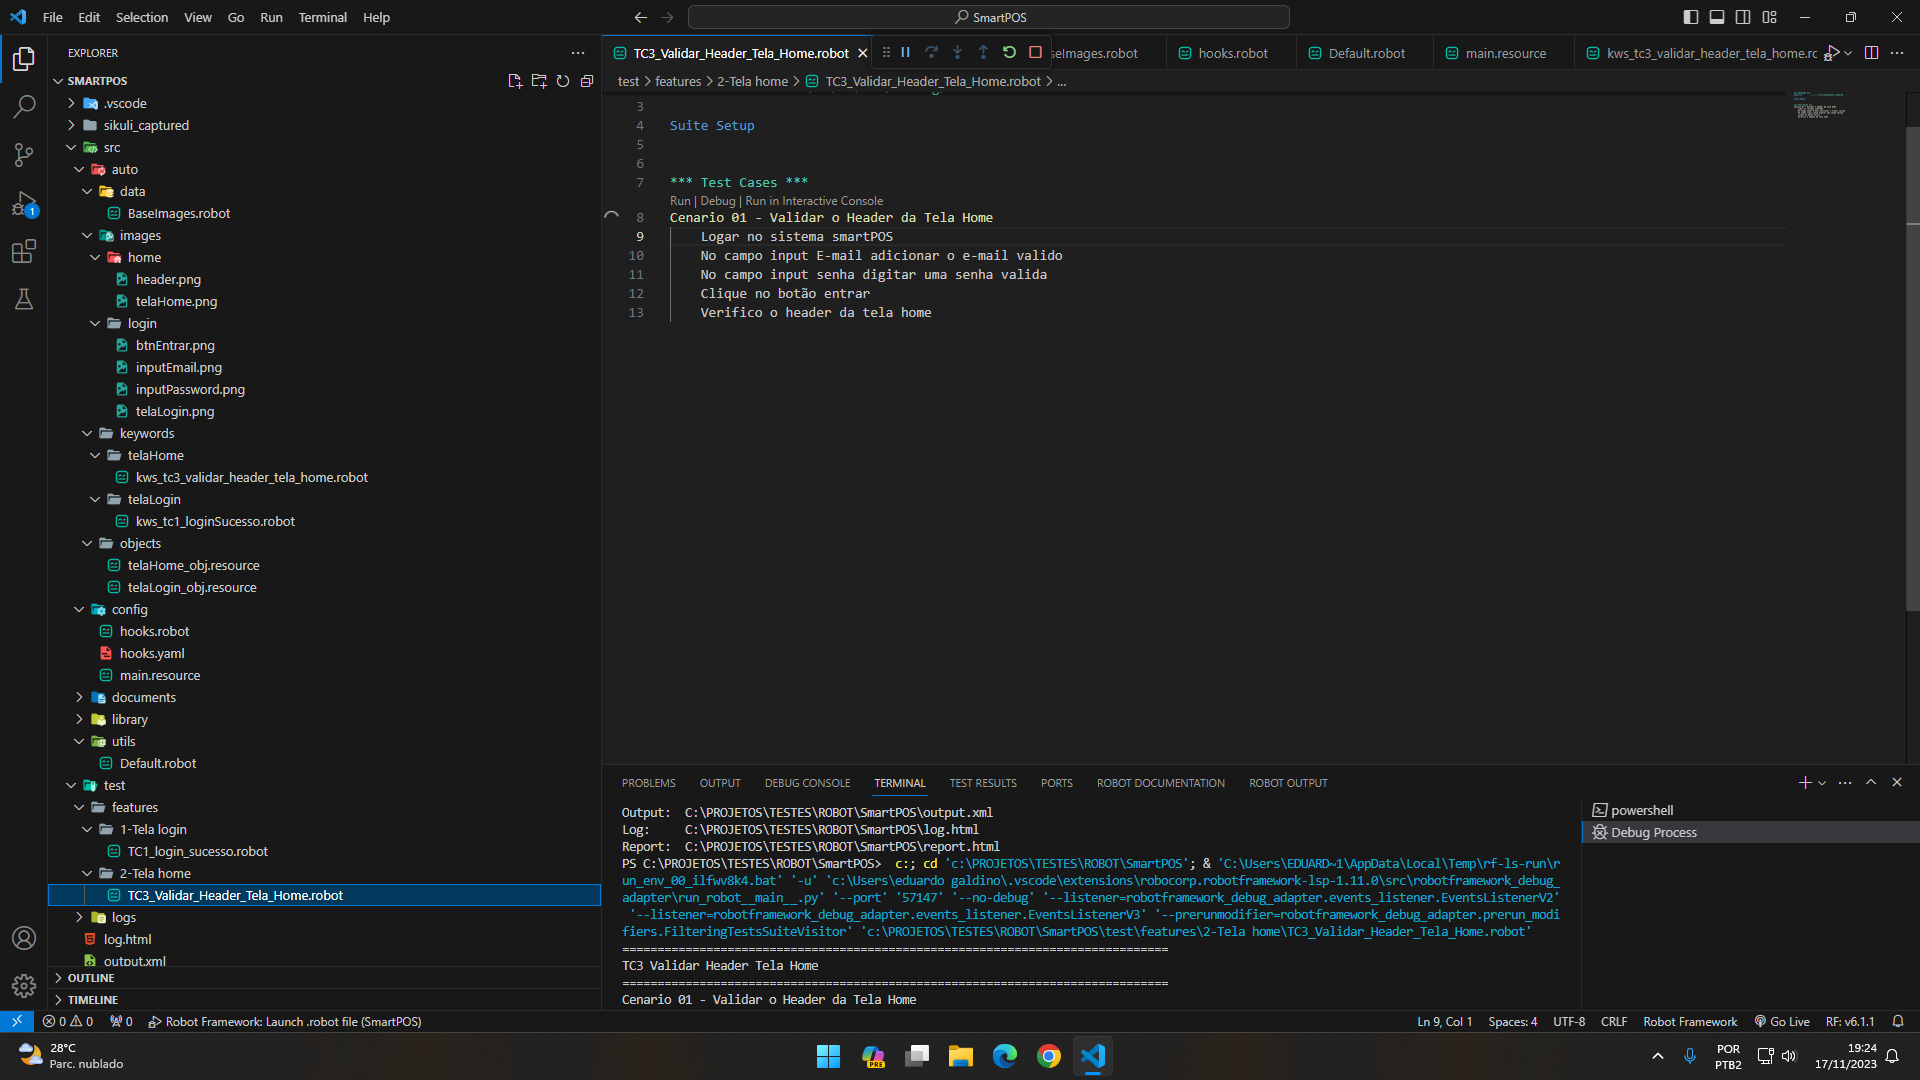 File Edit Selection View Go Run Terminal Help
SmartPOS
EXPLORER
SMARTPOS
.vscode
sikuli_captured
src
auto
data
BaseImages.robot
images
home
header.png
telaHome.png
login
btnEntrar.png
inputEmail.png
inputPassword.png
telaLogin.png
keywords
telaHome
kws_tc3_validar_header_tela_home.robot
telaLogin
kws_tc1_loginSucesso.robot
objects
telaHome_obj.resource
telaLogin_obj.resource
config
hooks.robot
hooks.yaml
main.resource
documents
library
utils
Default.robot
test
features
1-Tela login
TC1_login_sucesso.robot
2-Tela home
TC3_Validar_Header_Tela_Home.robot
logs
log.html
output.xml
OUTLINE
TIMELINE
1
TC3_Validar_Header_Tela_Home.robot
seImages.robot
hooks.robot
Default.robot
main.resource
kws_tc3_validar_header_tela_home.rc
test > features > 2-Tela home > TC3_Validar_Header_Tela_Home.robot > ...
3
4 Suite Setup
5
6
7 *** Test Cases ***
Run | Debug | Run in Interactive Console
8 Cenario 01 - Validar o Header da Tela Home
9 Logar no sistema smartPOS
10 No campo input E-mail adicionar o e-mail valido
11 No campo input senha digitar uma senha valida
12 Clique no botão entrar
13 Verifico o header da tela home
PROBLEMS OUTPUT DEBUG CONSOLE TERMINAL TEST RESULTS PORTS ROBOT DOCUMENTATION ROBOT OUTPUT
Output: C:\PROJETOS\TESTES\ROBOT\SmartPOS\output.xml
Log: C:\PROJETOS\TESTES\ROBOT\SmartPOS\log.html
Report: C:\PROJETOS\TESTES\ROBOT\SmartPOS\report.html
PS C:\PROJETOS\TESTES\ROBOT\SmartPOS> c:; cd 'c:\PROJETOS\TESTES\ROBOT\SmartPOS'; & 'C:\Users\EDUARD~1\AppData\Local\Temp\rf-ls-run\r
un_env_00_ilfwv8k4.bat' '-u' 'c:\Users\eduardo galdino\.vscode\extensions\robocorp.robotframework-lsp-1.11.0\src\robotframework_debug_
adapter\run_robot__main__.py' '--port' '57147' '--no-debug' '--listener=robotframework_debug_adapter.events_listener.EventsListenerV2'
'--listener=robotframework_debug_adapter.events_listener.EventsListenerV3' '--prerunmodifier=robotframework_debug_adapter.prerun_modi
fiers.FilteringTestsSuiteVisitor' 'c:\PROJETOS\TESTES\ROBOT\SmartPOS\test\features\2-Tela home\TC3_Validar_Header_Tela_Home.robot'
==============================================================================
TC3 Validar Header Tela Home
==============================================================================
Cenario 01 - Validar o Header da Tela Home
powershell
Debug Process
0 0 0 Robot Framework: Launch .robot file (SmartPOS)
Ln 9, Col 1 Spaces: 4 UTF-8 CRLF Robot Framework Go Live RF: v6.1.1
28°C
Parc. nublado
PRE
POR
PTB2
19:24
17/11/2023